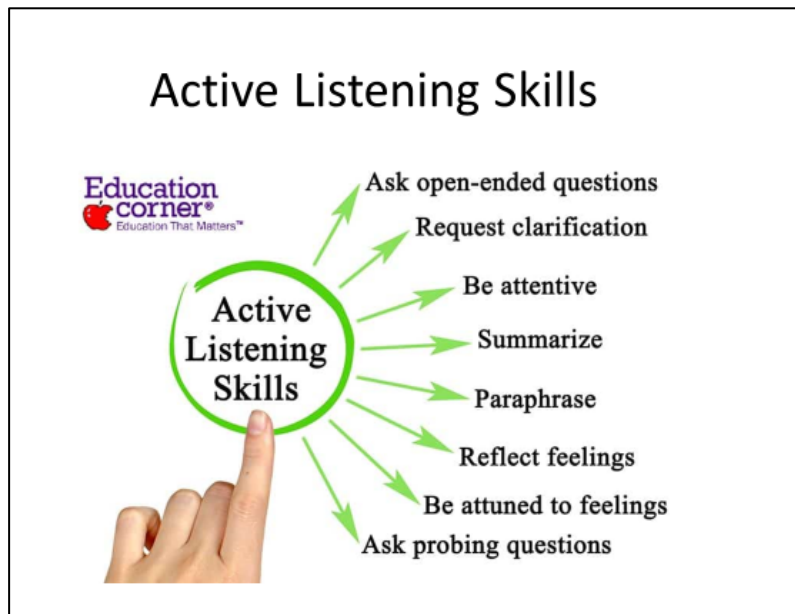 Active Listening Skills
Education
corner®
Education That Matters™
Ask open-ended questions
Request clarification
Be attentive
Summarize
Paraphrase
Reflect feelings
Be attuned to feelings
Ask probing questions
Active
Listening
Skills